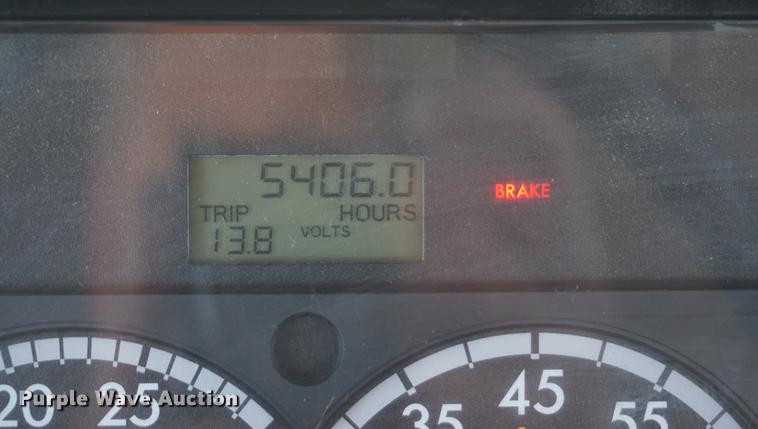 5406.0
TRIP HOURS
13.8 VOLTS
BRAKE
20 25
35 45 55
Purple Wave Auction